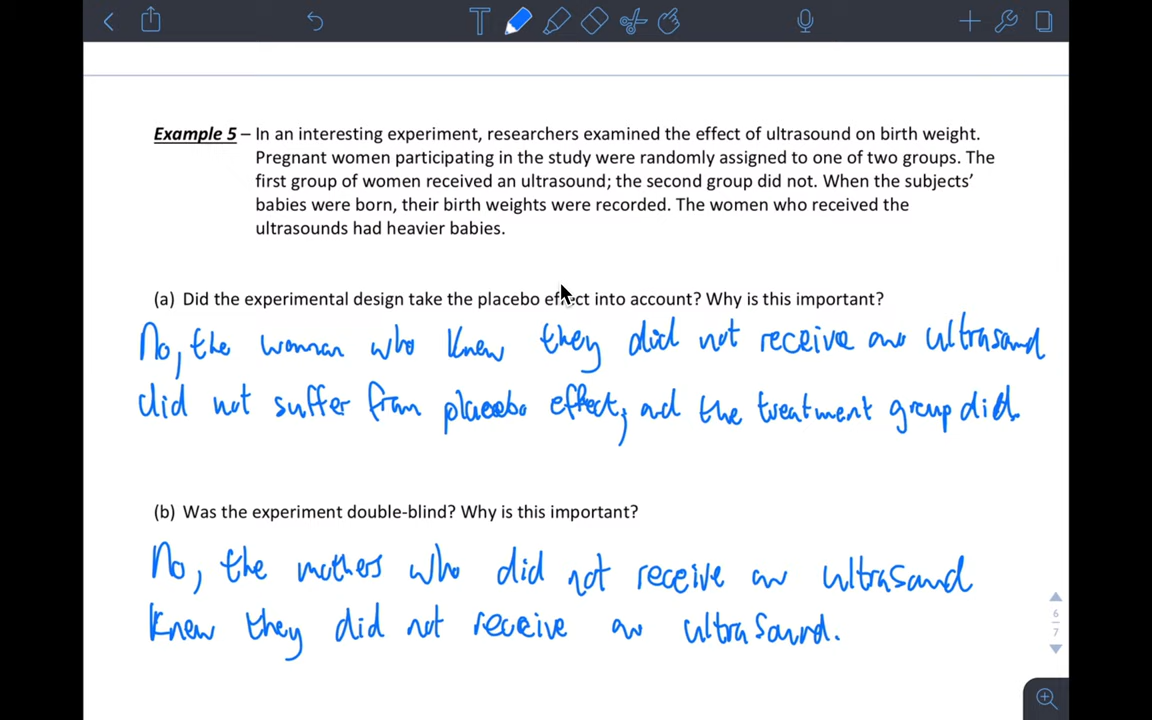 Example 5 – In an interesting experiment, researchers examined the effect of ultrasound on birth weight.
Pregnant women participating in the study were randomly assigned to one of two groups. The
first group of women received an ultrasound; the second group did not. When the subjects'
babies were born, their birth weights were recorded. The women who received the
ultrasounds had heavier babies.
(a) Did the experimental design take the placebo effect into account? Why is this important?
No, the woman who knew they did not receive an ultrasound
did not suffer from placebo effect, and the treatment group did.
(b) Was the experiment double-blind? Why is this important?
No, the mothers who did not receive an ultrasound
knew they did not receive an ultrasound.
6
7